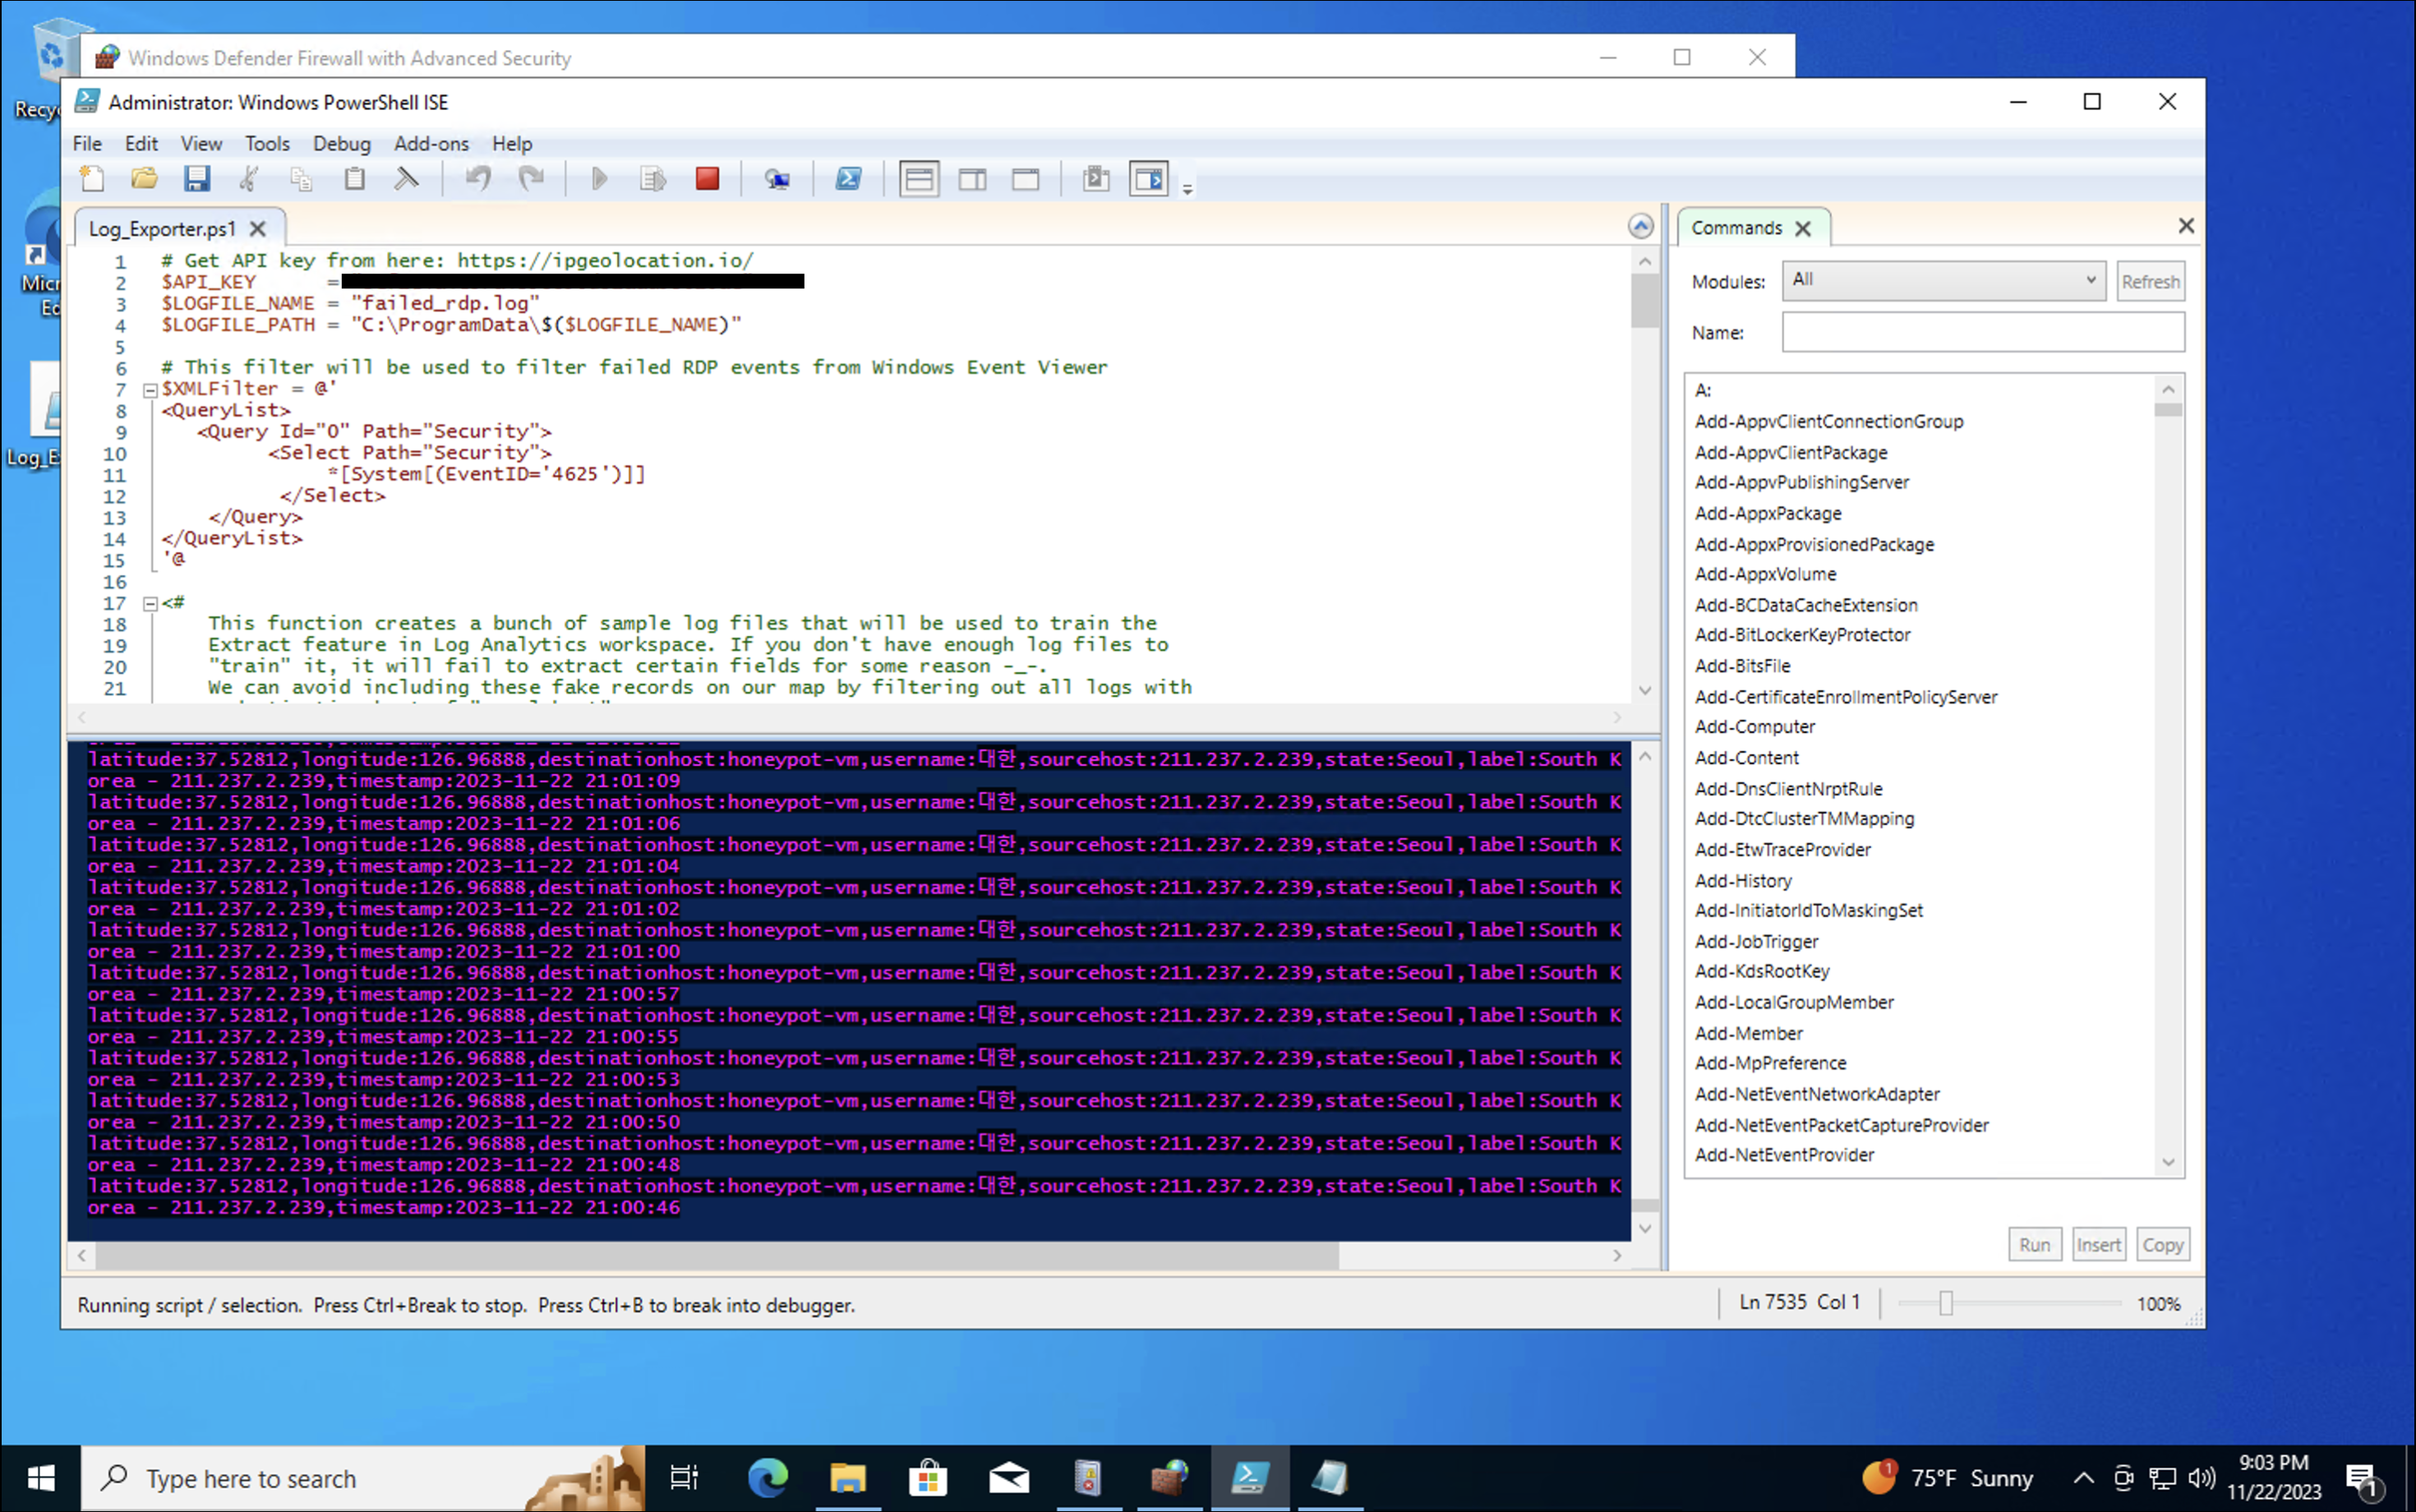 Windows Defender Firewall with Advanced Security
Administrator: Windows PowerShell ISE
File Edit View Tools Debug Add-ons Help
Log_Exporter.ps1
1 # Get API key from here: https://ipgeolocation.io/
2 $API_KEY =
3 $LOGFILE_NAME = "failed_rdp.log"
4 $LOGFILE_PATH = "C:\ProgramData\$($LOGFILE_NAME)"
5
6 # This filter will be used to filter failed RDP events from Windows Event Viewer
7 $XMLFilter = @'
8 <QueryList>
9 <Query Id="0" Path="Security">
10 <Select Path="Security">
11 *[System[(EventID='4625')]]
12 </Select>
13 </Query>
14 </QueryList>
15 '@
16
17 <#
18 This function creates a bunch of sample log files that will be used to train the
19 Extract feature in Log Analytics workspace. If you don't have enough log files to
20 "train" it, it will fail to extract certain fields for some reason -_-.
21 We can avoid including these fake records on our map by filtering out all logs with
latitude:37.52812,longitude:126.96888,destinationhost:honeypot-vm,username:대한,sourcehost:211.237.2.239,state:Seoul,label:South K
orea - 211.237.2.239,timestamp:2023-11-22 21:01:09
latitude:37.52812,longitude:126.96888,destinationhost:honeypot-vm,username:대한,sourcehost:211.237.2.239,state:Seoul,label:South K
orea - 211.237.2.239,timestamp:2023-11-22 21:01:06
latitude:37.52812,longitude:126.96888,destinationhost:honeypot-vm,username:대한,sourcehost:211.237.2.239,state:Seoul,label:South K
orea - 211.237.2.239,timestamp:2023-11-22 21:01:04
latitude:37.52812,longitude:126.96888,destinationhost:honeypot-vm,username:대한,sourcehost:211.237.2.239,state:Seoul,label:South K
orea - 211.237.2.239,timestamp:2023-11-22 21:01:02
latitude:37.52812,longitude:126.96888,destinationhost:honeypot-vm,username:대한,sourcehost:211.237.2.239,state:Seoul,label:South K
orea - 211.237.2.239,timestamp:2023-11-22 21:01:00
latitude:37.52812,longitude:126.96888,destinationhost:honeypot-vm,username:대한,sourcehost:211.237.2.239,state:Seoul,label:South K
orea - 211.237.2.239,timestamp:2023-11-22 21:00:57
latitude:37.52812,longitude:126.96888,destinationhost:honeypot-vm,username:대한,sourcehost:211.237.2.239,state:Seoul,label:South K
orea - 211.237.2.239,timestamp:2023-11-22 21:00:55
latitude:37.52812,longitude:126.96888,destinationhost:honeypot-vm,username:대한,sourcehost:211.237.2.239,state:Seoul,label:South K
orea - 211.237.2.239,timestamp:2023-11-22 21:00:53
latitude:37.52812,longitude:126.96888,destinationhost:honeypot-vm,username:대한,sourcehost:211.237.2.239,state:Seoul,label:South K
orea - 211.237.2.239,timestamp:2023-11-22 21:00:50
latitude:37.52812,longitude:126.96888,destinationhost:honeypot-vm,username:대한,sourcehost:211.237.2.239,state:Seoul,label:South K
orea - 211.237.2.239,timestamp:2023-11-22 21:00:48
latitude:37.52812,longitude:126.96888,destinationhost:honeypot-vm,username:대한,sourcehost:211.237.2.239,state:Seoul,label:South K
orea - 211.237.2.239,timestamp:2023-11-22 21:00:46
Commands
Modules: All Refresh
Name:
A:
Add-AppvClientConnectionGroup
Add-AppvClientPackage
Add-AppvPublishingServer
Add-AppxPackage
Add-AppxProvisionedPackage
Add-AppxVolume
Add-BCDataCacheExtension
Add-BitLockerKeyProtector
Add-BitsFile
Add-CertificateEnrollmentPolicyServer
Add-Computer
Add-Content
Add-DnsClientNrptRule
Add-DtcClusterTMMapping
Add-EtwTraceProvider
Add-History
Add-InitiatorIdToMaskingSet
Add-JobTrigger
Add-KdsRootKey
Add-LocalGroupMember
Add-Member
Add-MpPreference
Add-NetEventNetworkAdapter
Add-NetEventPacketCaptureProvider
Add-NetEventProvider
Run Insert Copy
Running script / selection. Press Ctrl+Break to stop. Press Ctrl+B to break into debugger.
Ln 7535 Col 1 100%
Recy
Micr
Ed
Log_E
Type here to search
1
75°F Sunny
9:03 PM
11/22/2023
1